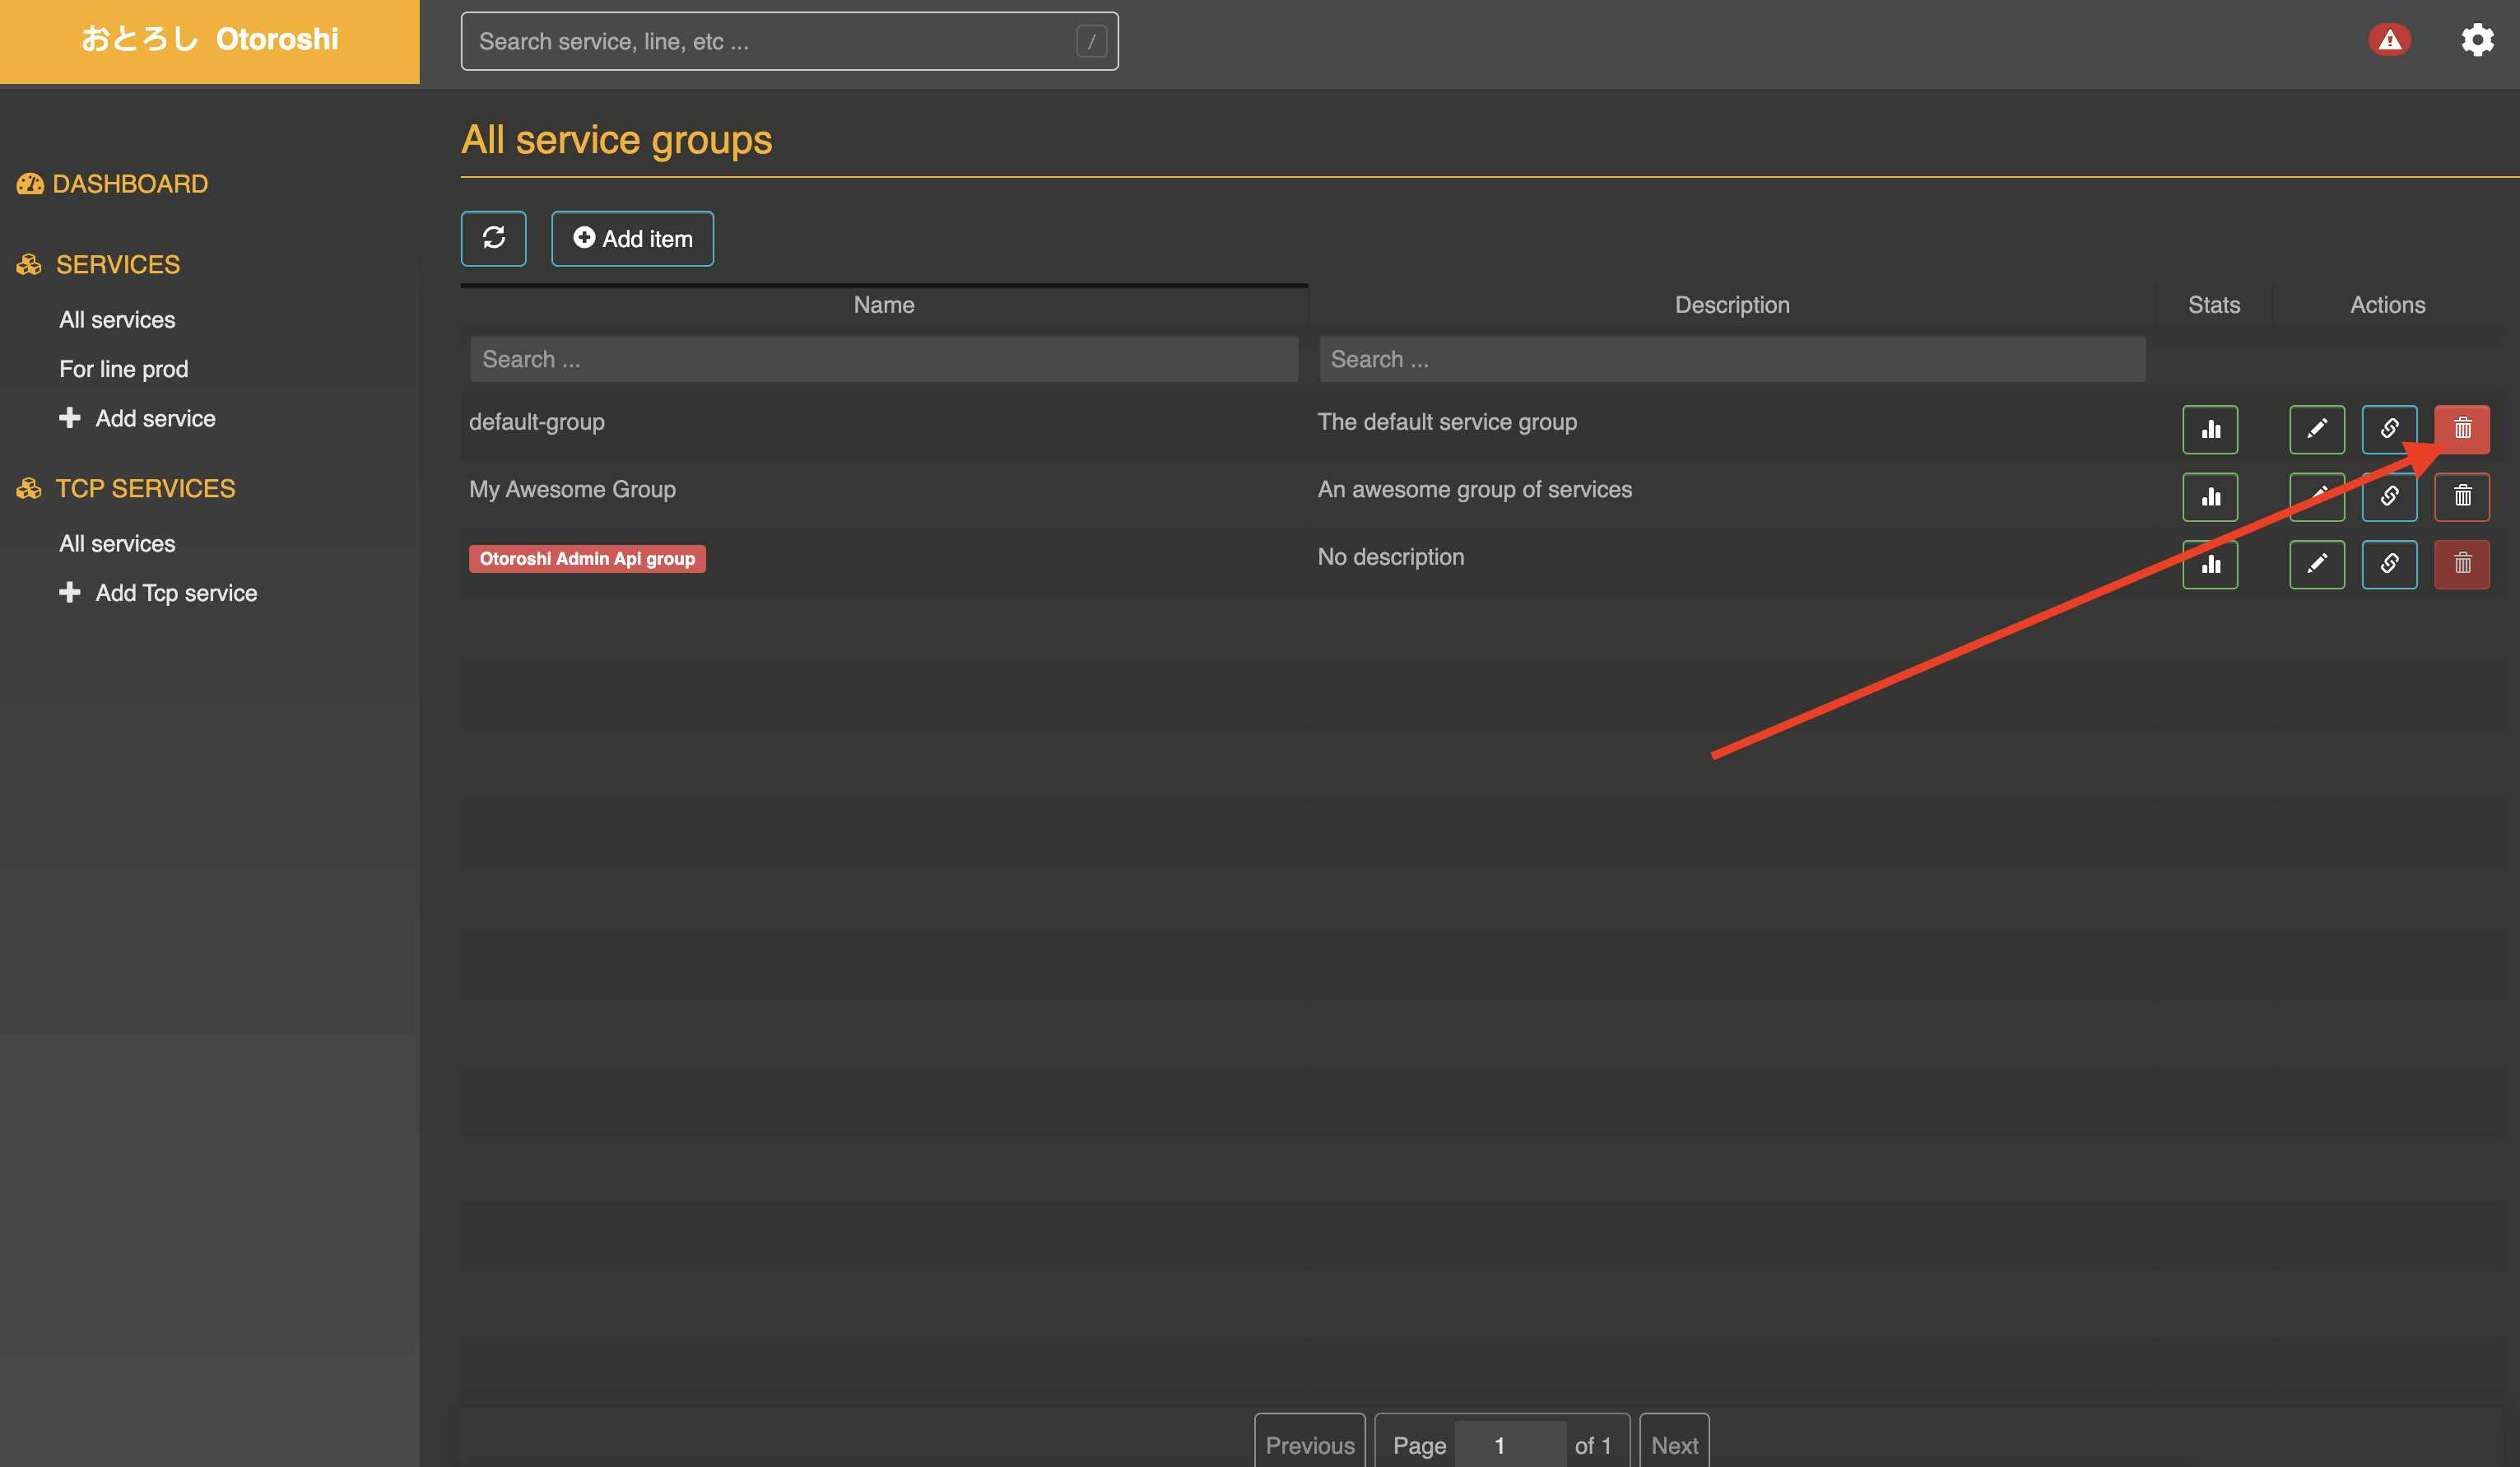 おとろし Otoroshi
Search service, line, etc ...
/
DASHBOARD
SERVICES
All services
For line prod
Add service
TCP SERVICES
All services
Add Tcp service
All service groups
Add item
Name Description Stats Actions
Search ... Search ...
default-group The default service group
My Awesome Group An awesome group of services
Otoroshi Admin Api group No description
Previous Page 1 of 1 Next